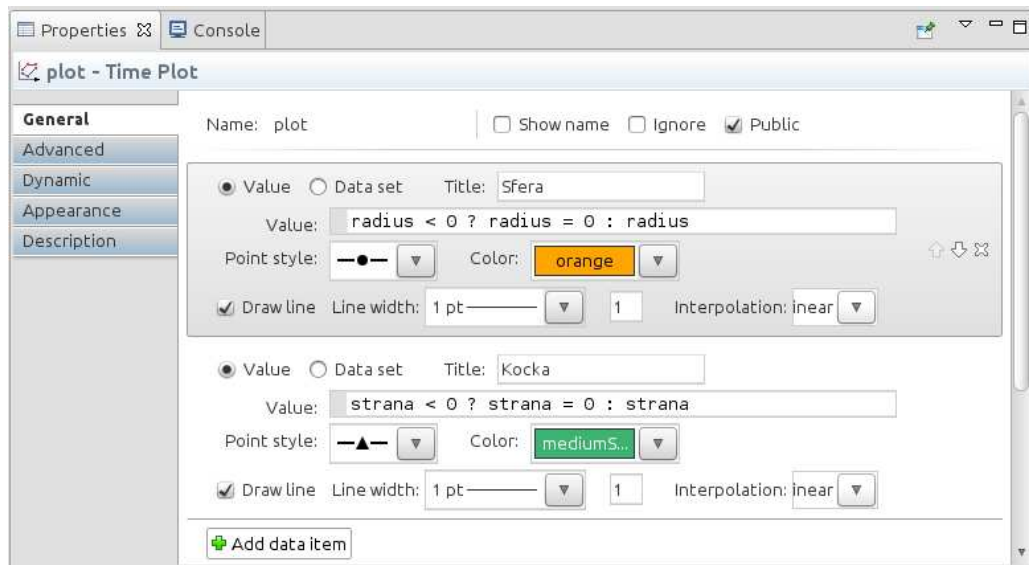 Properties Console
plot - Time Plot
General
Advanced
Dynamic
Appearance
Description
Name: plot Show name Ignore Public
Value Data set Title: Sfera
Value: radius < 0 ? radius = 0 : radius
Point style: Color: orange
Draw line Line width: 1 pt 1 Interpolation: inear
Value Data set Title: Kocka
Value: strana < 0 ? strana = 0 : strana
Point style: Color: mediumS...
Draw line Line width: 1 pt 1 Interpolation: inear
Add data item